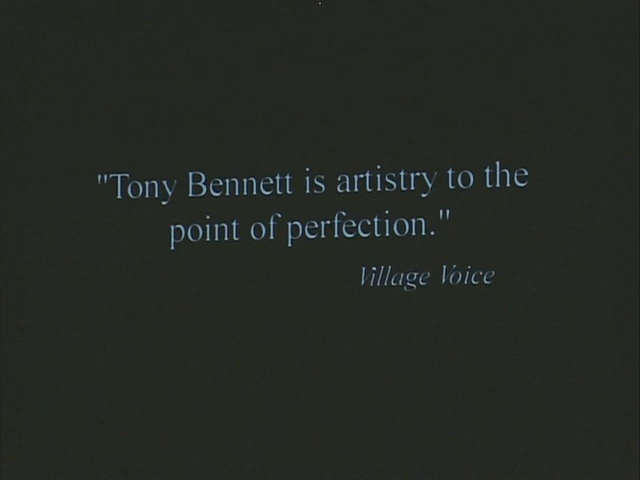 "Tony Bennett is artistry to the
point of perfection."
Village Voice